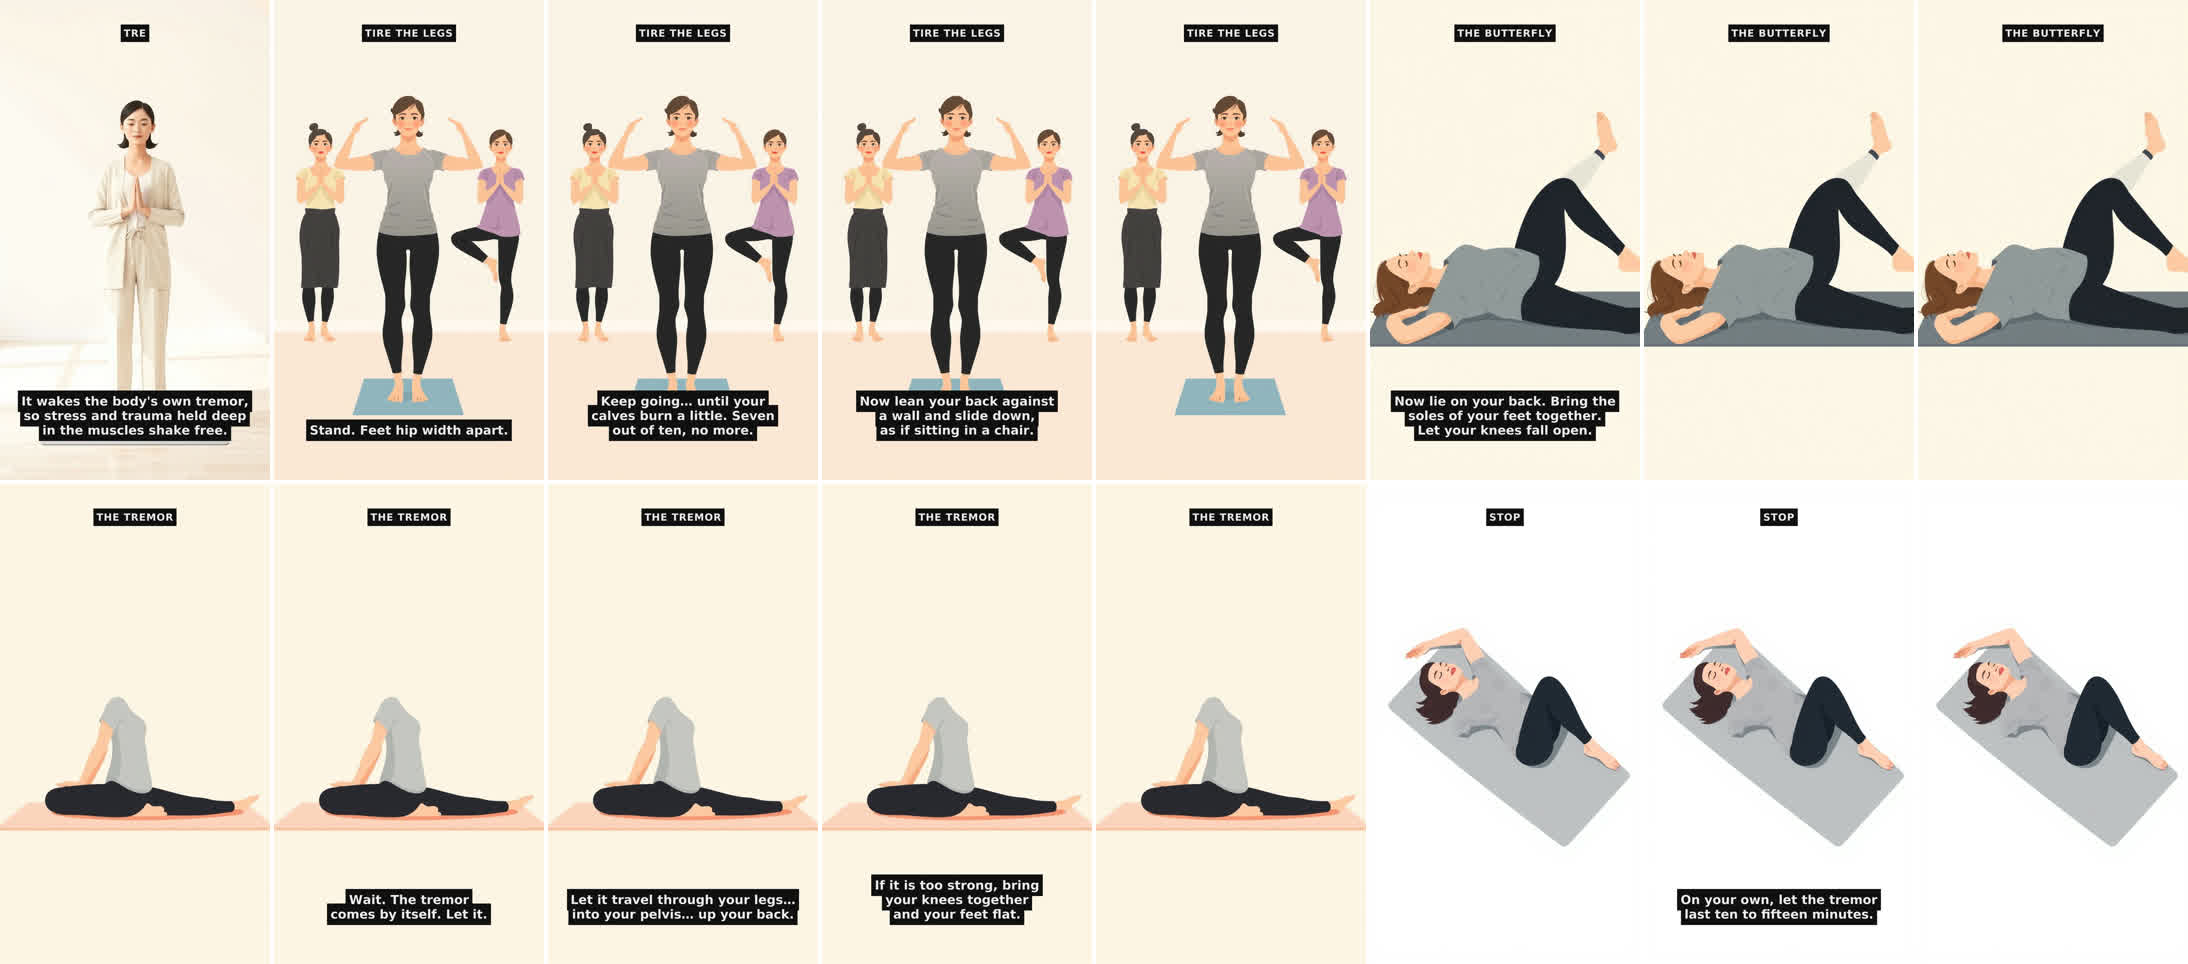 TRE
It wakes the body's own tremor,
so stress and trauma held deep
in the muscles shake free.
TIRE THE LEGS
Stand. Feet hip width apart.
TIRE THE LEGS
Keep going... until your
calves burn a little. Seven
out of ten, no more.
TIRE THE LEGS
Now lean your back against
a wall and slide down,
as if sitting in a chair.
TIRE THE LEGS
THE BUTTERFLY
Now lie on your back. Bring the
soles of your feet together.
Let your knees fall open.
THE BUTTERFLY
THE BUTTERFLY
THE TREMOR
THE TREMOR
Wait. The tremor
comes by itself. Let it.
THE TREMOR
Let it travel through your legs...
into your pelvis... up your back.
THE TREMOR
If it is too strong, bring
your knees together
and your feet flat.
THE TREMOR
STOP
STOP
On your own, let the tremor
last ten to fifteen minutes.